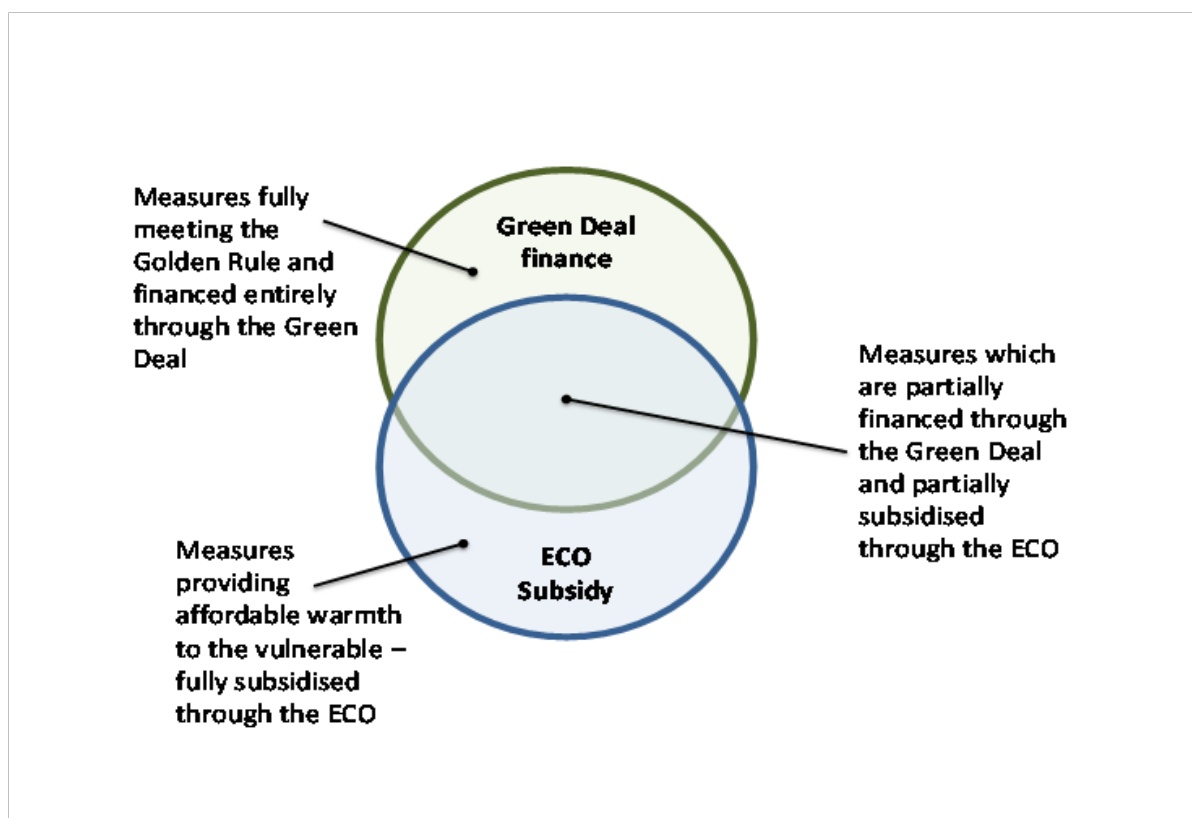 Measures fully
meeting the
Golden Rule and
financed entirely
through the Green
Deal
Green Deal
finance
Measures which
are partially
financed through
the Green Deal
and partially
subsidised
through the ECO
Measures
providing
affordable warmth
to the vulnerable –
fully subsidised
through the ECO
ECO
Subsidy